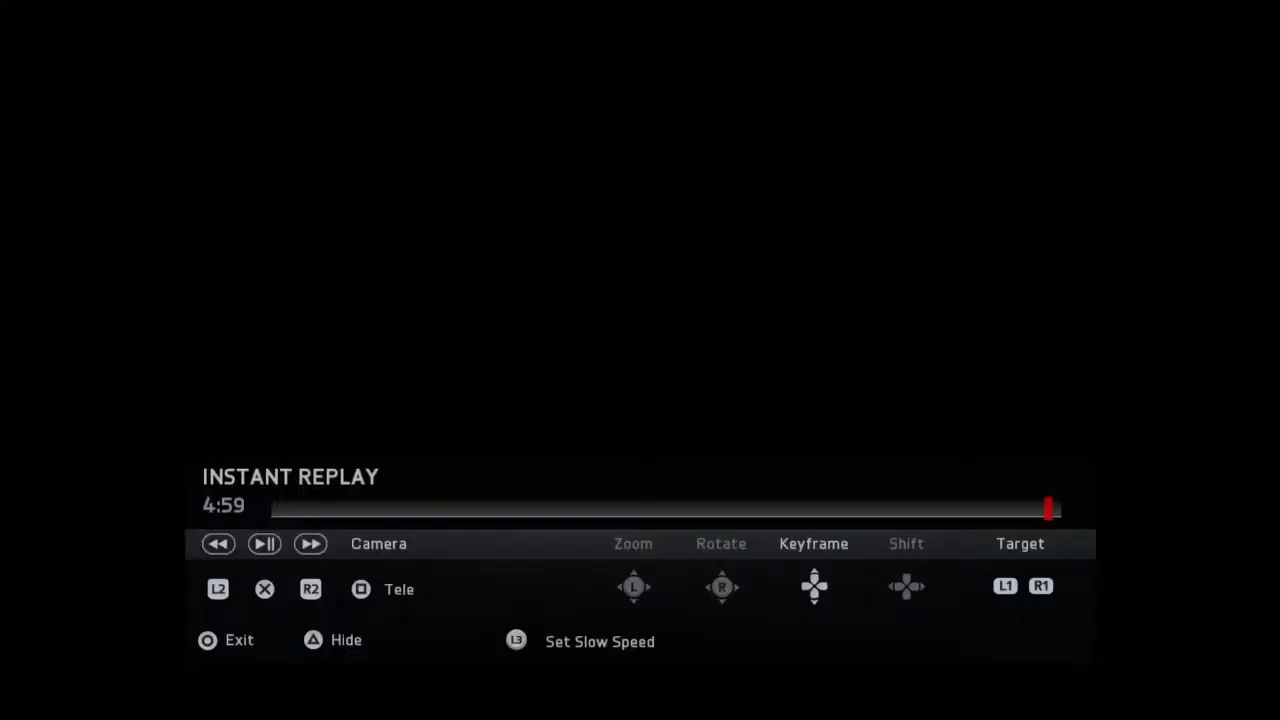 INSTANT REPLAY
4:59
Camera Zoom Rotate Keyframe Shift Target
L2 R2 Tele L R L1 R1
Exit Hide L3 Set Slow Speed